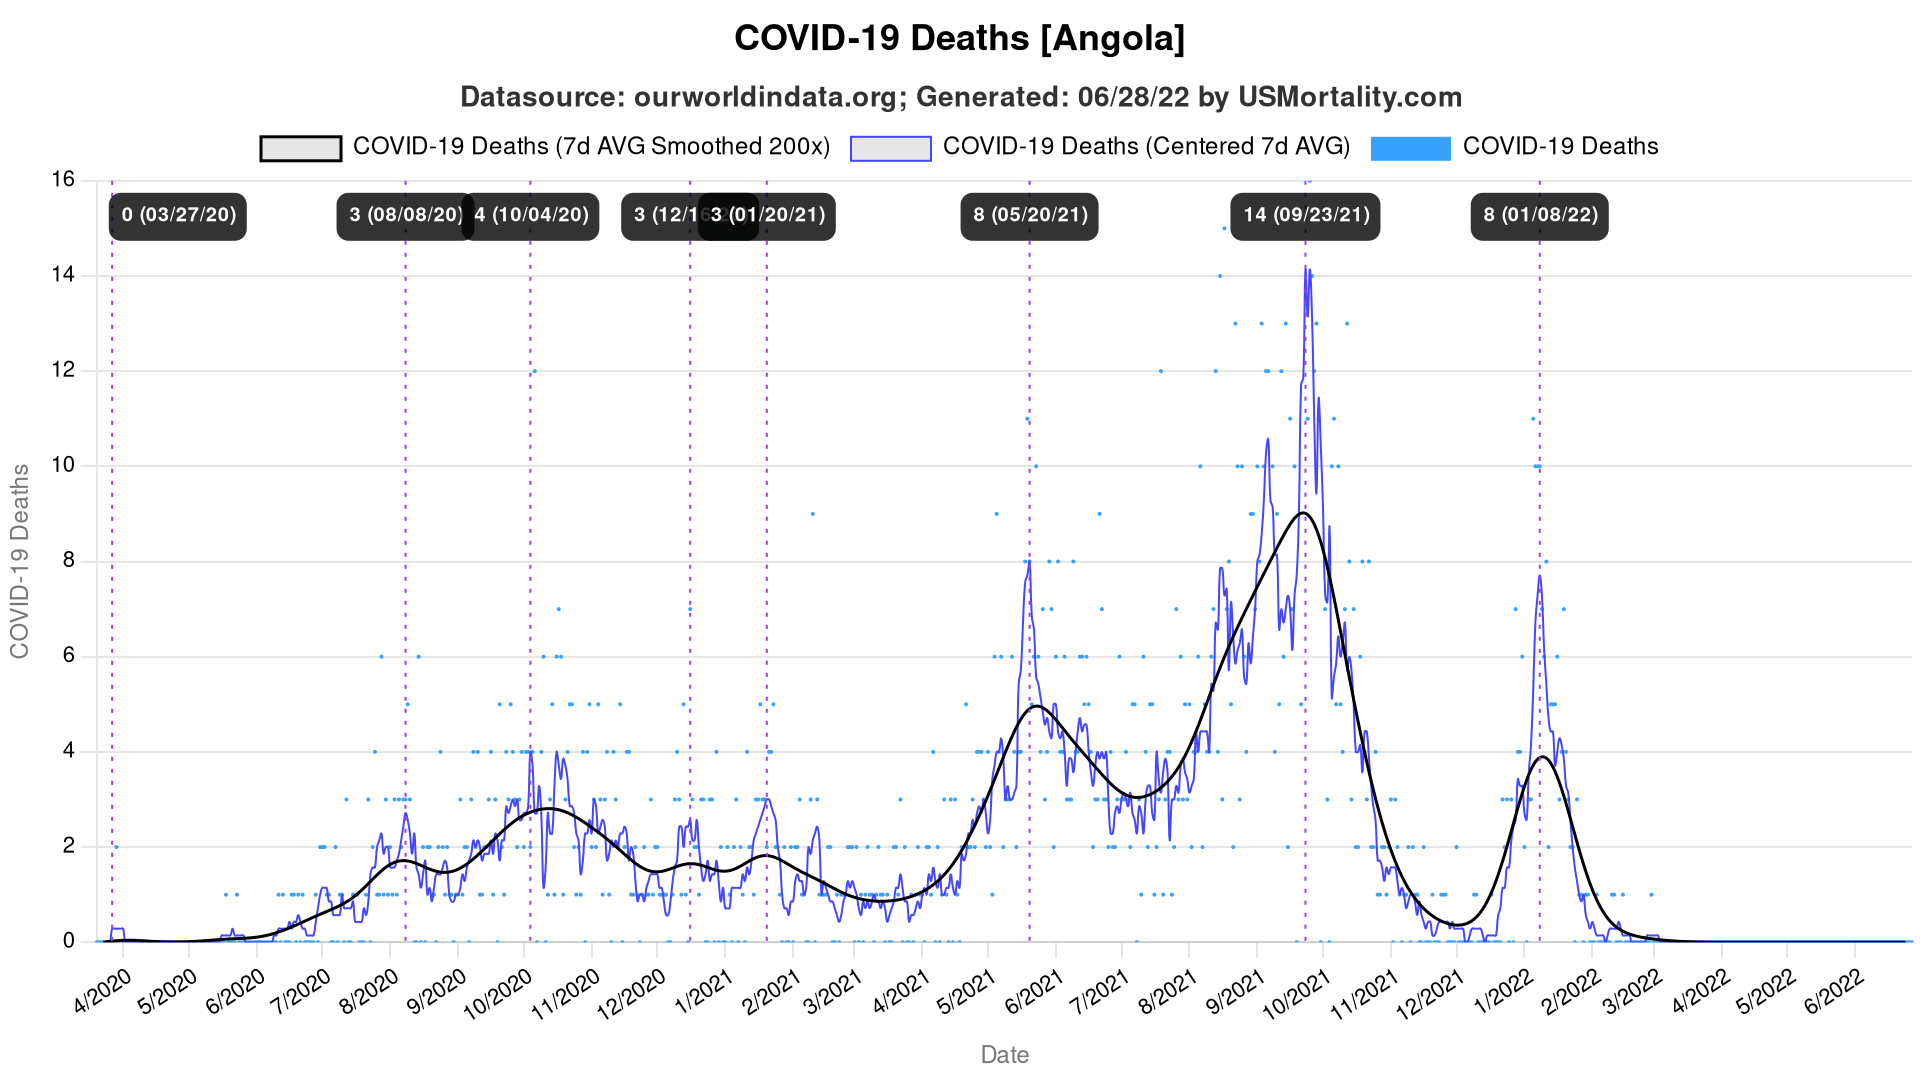 COVID-19 Deaths [Angola]
Datasource: ourworldindata.org; Generated: 06/28/22 by USMortality.com
COVID-19 Deaths (7d AVG Smoothed 200x) COVID-19 Deaths (Centered 7d AVG) COVID-19 Deaths
0 (03/27/20) 3 (08/08/20) 4 (10/04/20) 3 (12/16 3 (01/20/21) 8 (05/20/21) 14 (09/23/21) 8 (01/08/22)
16
14
12
10
8
6
4
2
0
COVID-19 Deaths
4/2020 5/2020 6/2020 7/2020 8/2020 9/2020 10/2020 11/2020 12/2020 1/2021 2/2021 3/2021 4/2021 5/2021 6/2021 7/2021 8/2021 9/2021 10/2021 11/2021 12/2021 1/2022 2/2022 3/2022 4/2022 5/2022 6/2022
Date